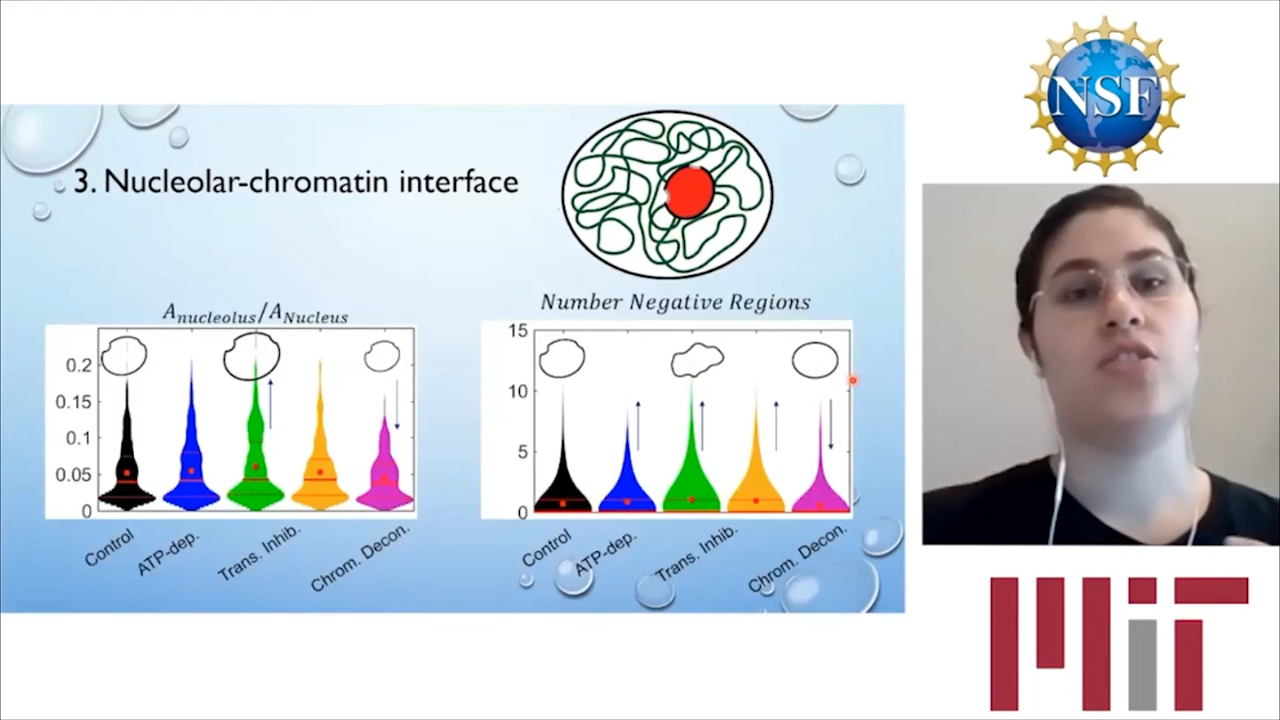 3. Nucleolar-chromatin interface
A_nucleolus/A_Nucleus
0.2
0.15
0.1
0.05
0
Control
ATP-dep.
Trans. Inhib.
Chrom. Decon.
Number Negative Regions
15
10
5
0
Control
ATP-dep.
Trans. Inhib.
Chrom. Decon.
NSF
MIT